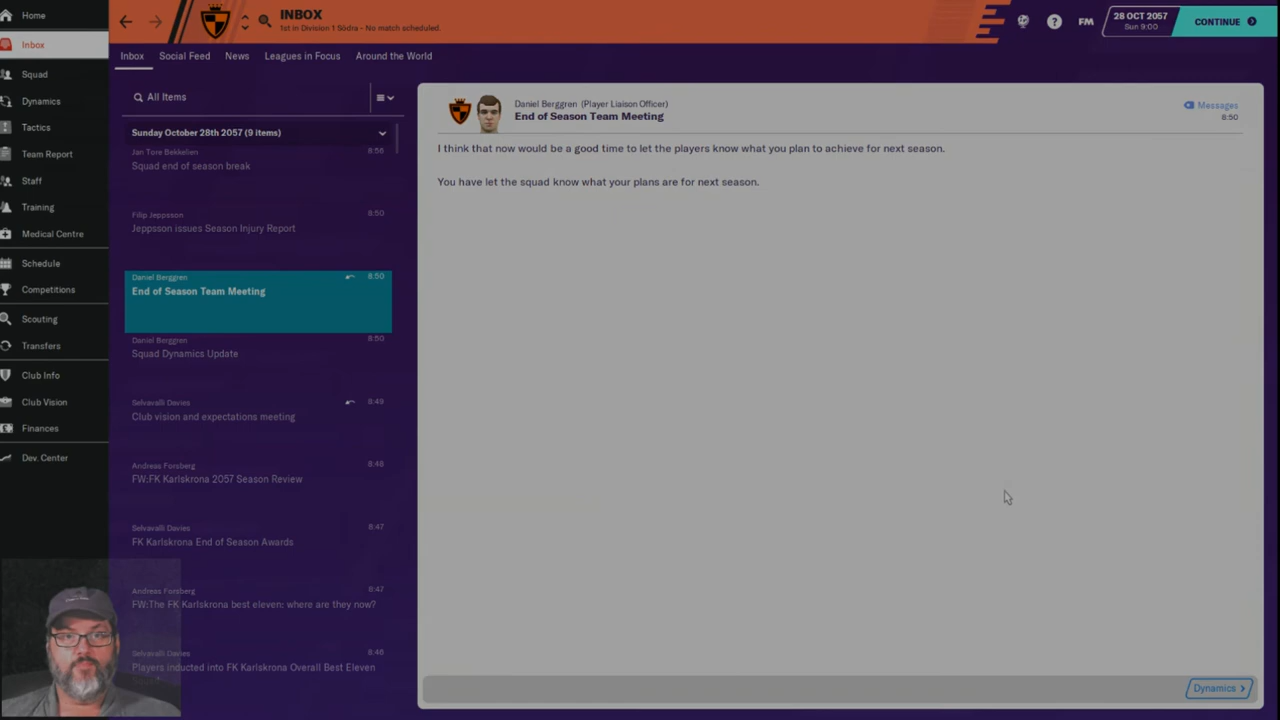 Home
Inbox
Squad
Dynamics
Tactics
Team Report
Staff
Training
Medical Centre
Schedule
Competitions
Scouting
Transfers
Club Info
Club Vision
Finances
Dev. Center
INBOX
1st in Division 1 Södra - No match scheduled.
?
FM
28 OCT 2057
Sun 9:00
CONTINUE
Inbox
Social Feed
News
Leagues in Focus
Around the World
All Items
Sunday October 28th 2057 (9 items)
Jan Tore Bekkelien 8:56
Squad end of season break
Filip Jeppsson 8:50
Jeppsson issues Season Injury Report
Daniel Berggren 8:50
End of Season Team Meeting
Daniel Berggren 8:50
Squad Dynamics Update
Selvavalli Davies 8:49
Club vision and expectations meeting
Andreas Forsberg 8:48
FW:FK Karlskrona 2057 Season Review
Selvavalli Davies 8:47
FK Karlskrona End of Season Awards
Andreas Forsberg 8:47
FW:The FK Karlskrona best eleven: where are they now?
Selvavalli Davies 8:46
Players inducted into FK Karlskrona Overall Best Eleven
Daniel Berggren (Player Liaison Officer)
End of Season Team Meeting
Messages
8:50
I think that now would be a good time to let the players know what you plan to achieve for next season.
You have let the squad know what your plans are for next season.
Dynamics